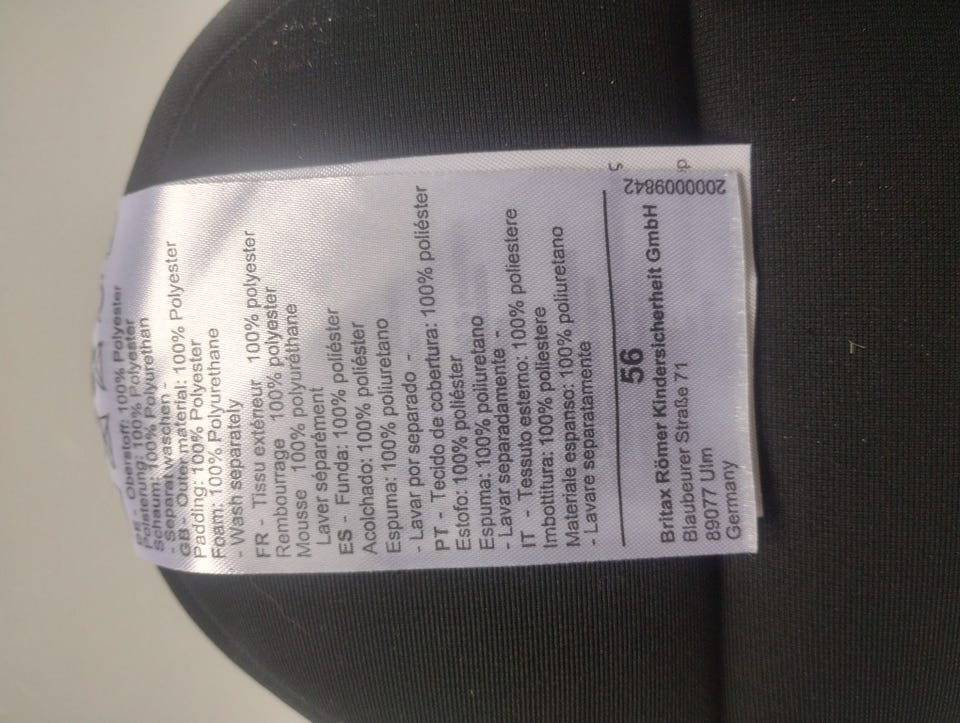 DE - Oberstoff: 100% Polyester
Polsterung: 100% Polyester
Schaum: 100% Polyurethan
- Separat waschen -
GB - Outer material: 100% Polyester
Padding: 100% Polyester
Foam: 100% Polyurethane
- Wash separately
FR - Tissu extérieur 100% polyester
Rembourrage 100% polyester
Mousse 100% polyuréthane
Laver séparément
ES - Funda: 100% poliéster
Acolchado: 100% poliéster
Espuma: 100% poliuretano
- Lavar por separado -
PT - Tecido de cobertura: 100% poliéster
Estofo: 100% poliéster
Espuma: 100% poliuretano
- Lavar separadamente -
IT - Tessuto esterno: 100% poliestere
Imbottitura: 100% poliestere
Materiale espanso: 100% poliuretano
- Lavare separatamente
56
Britax Römer Kindersicherheit GmbH
Blaubeurer Straße 71
89077 Ulm
Germany
2000009842